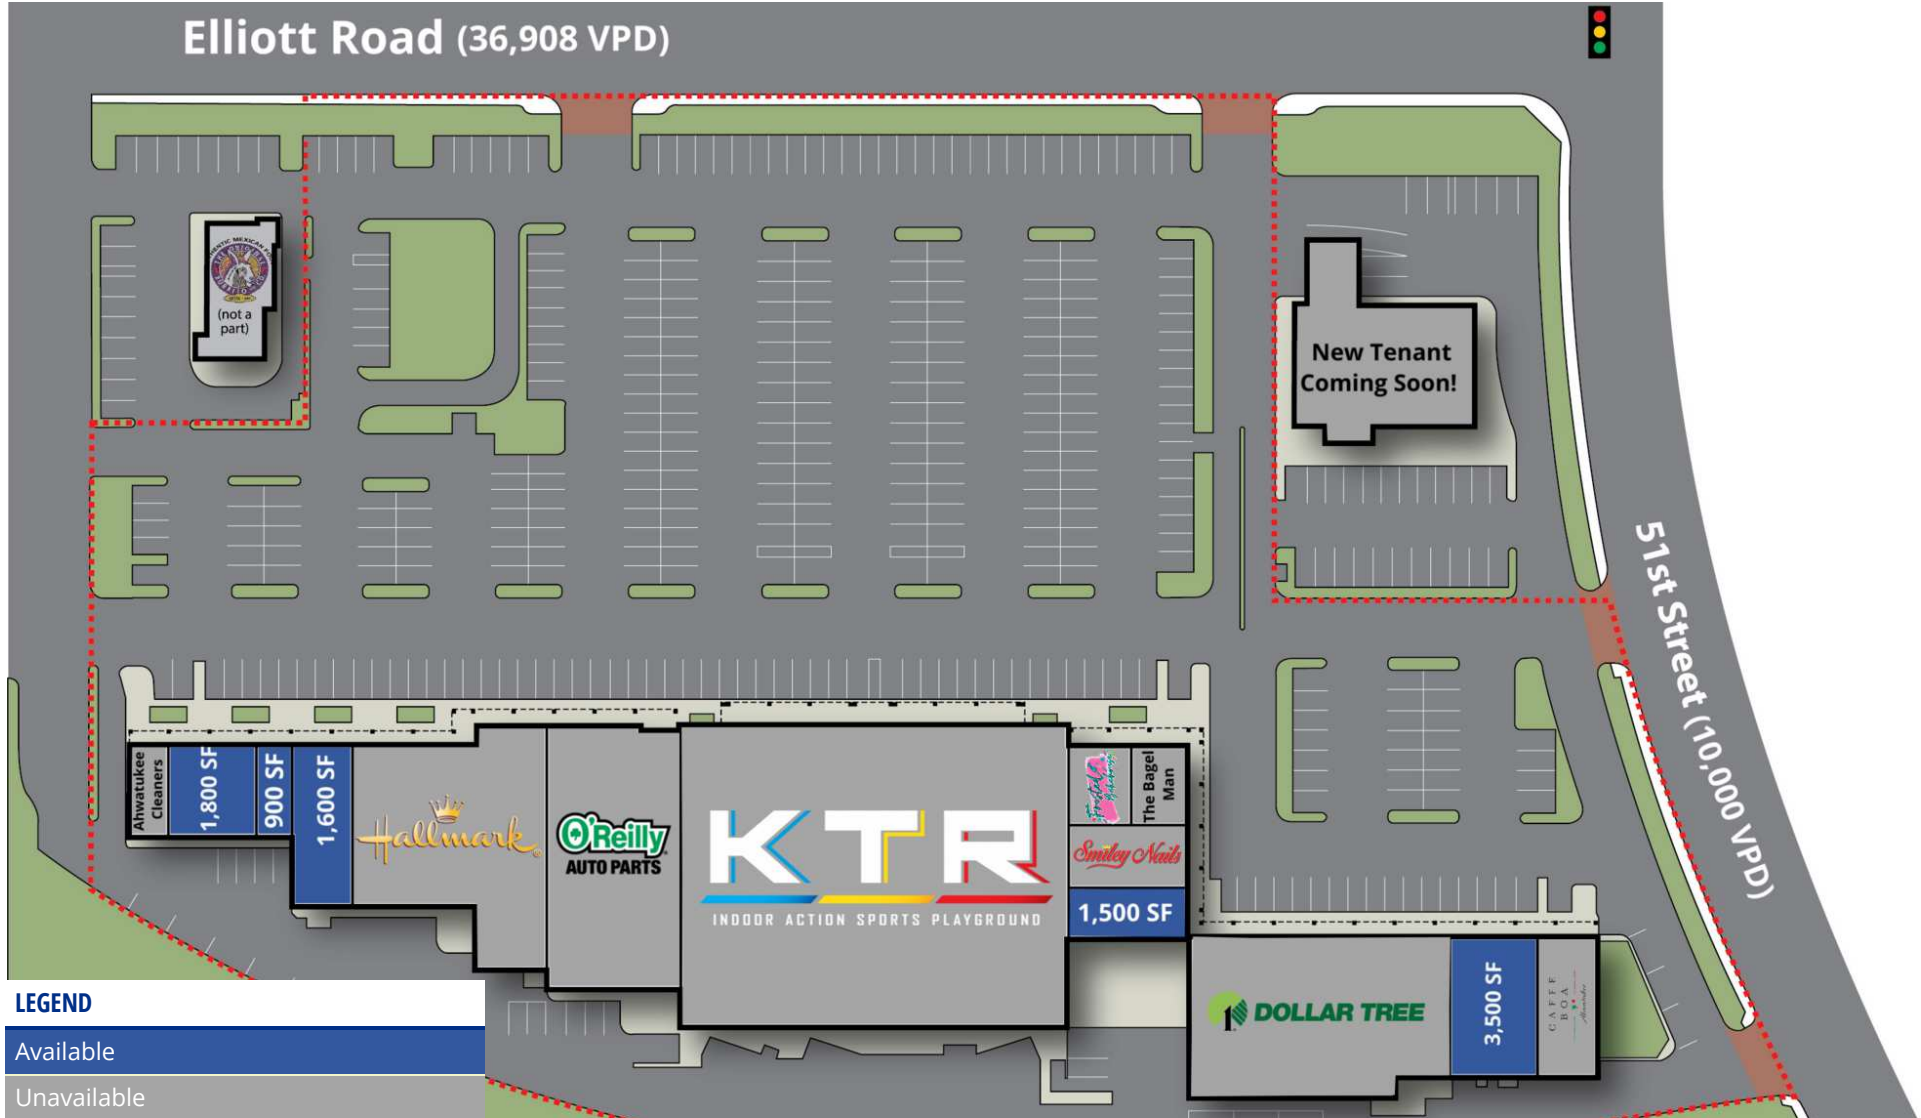 Elliott Road (36,908 VPD)
(not a
part)
New Tenant
Coming Soon!
51st Street (10,000 VPD)
Ahwatukee
Cleaners
1,800 SF
900 SF
1,600 SF
Hallmark
O'Reilly
AUTO PARTS
KTR
INDOOR ACTION SPORTS PLAYGROUND
The Bagel
Man
Smiley Nails
1,500 SF
DOLLAR TREE
3,500 SF
CAFFE
BOA
LEGEND
Available
Unavailable